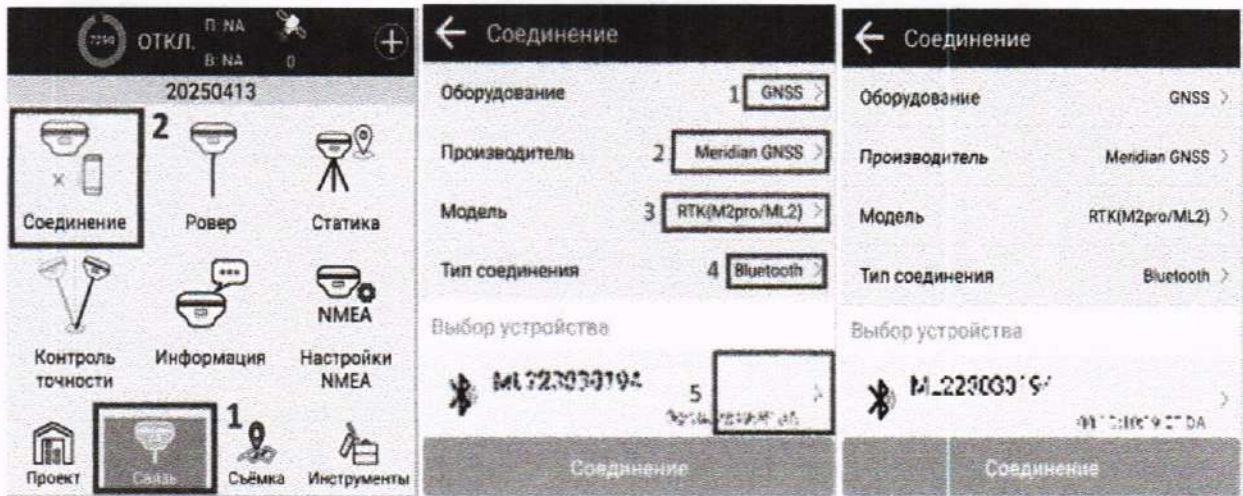 72% ОТКЛ. П: NA
В: NA 0
20250413
2
Соединение Ровер Статика
NMEA
Контроль точности Информация Настройки NMEA
1
Проект Связь Съёмка Инструменты
Соединение
Оборудование 1 GNSS
Производитель 2 Meridian GNSS
Модель 3 RTK(M2pro/ML2)
Тип соединения 4 Bluetooth
Выбор устройства
5
Соединение
Соединение
Оборудование GNSS
Производитель Meridian GNSS
Модель RTK(M2pro/ML2)
Тип соединения Bluetooth
Выбор устройства
Соединение